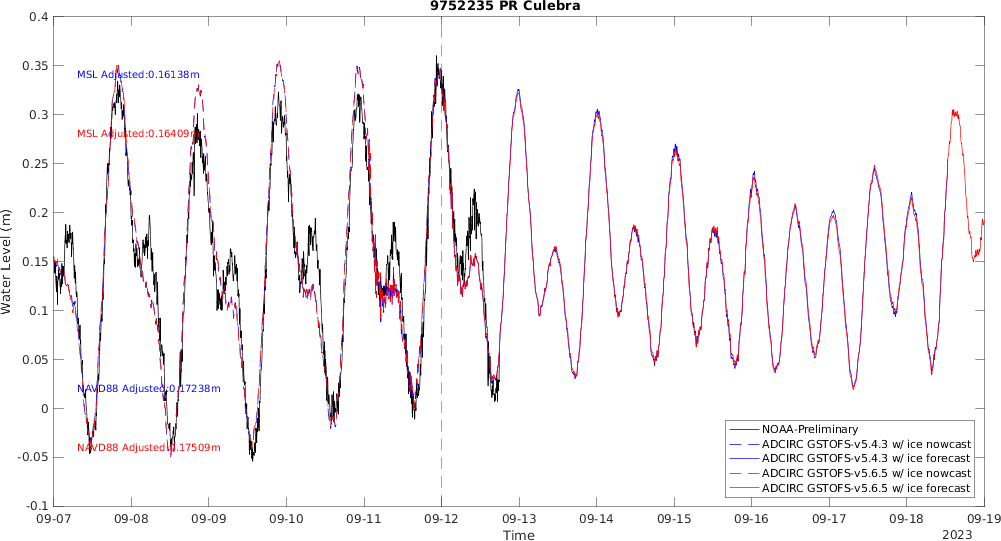 9752235 PR Culebra
0.4
0.35
0.3
0.25
0.2
0.15
0.1
0.05
0
-0.05
-0.1
Water Level (m)
MSL Adjusted:0.16138m
MSL Adjusted:0.16409m
NAVD88 Adjusted:0.17238m
NAVD88 Adjusted:0.17509m
NOAA-Preliminary
ADCIRC GSTOFS-v5.4.3 w/ ice nowcast
ADCIRC GSTOFS-v5.4.3 w/ ice forecast
ADCIRC GSTOFS-v5.6.5 w/ ice nowcast
ADCIRC GSTOFS-v5.6.5 w/ ice forecast
09-07 09-08 09-09 09-10 09-11 09-12 09-13 09-14 09-15 09-16 09-17 09-18 09-19
Time
2023